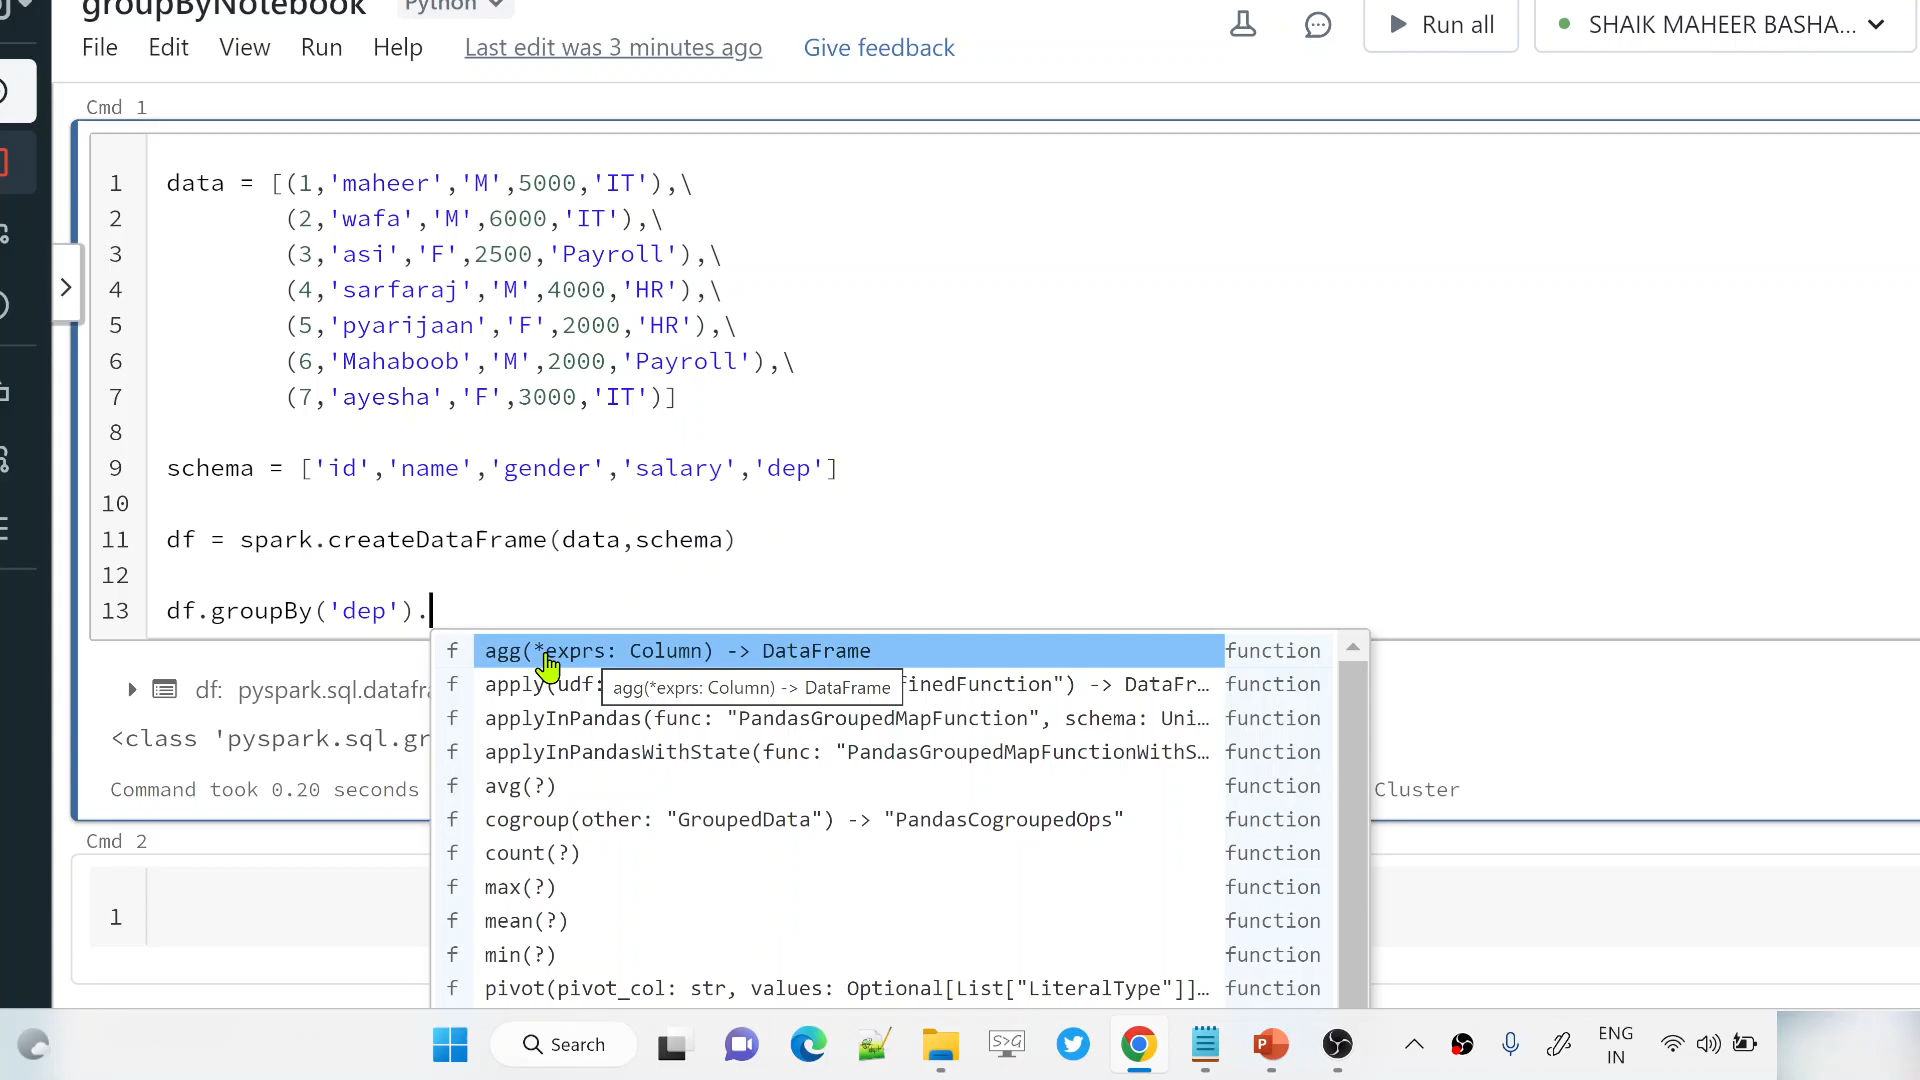 groupByNotebook Python
File Edit View Run Help Last edit was 3 minutes ago Give feedback Run all SHAIK MAHEER BASHA...
Cmd 1
1 data = [(1,'maheer','M',5000,'IT'),\
2 (2,'wafa','M',6000,'IT'),\
3 (3,'asi','F',2500,'Payroll'),\
4 (4,'sarfaraj','M',4000,'HR'),\
5 (5,'pyarijaan','F',2000,'HR'),\
6 (6,'Mahaboob','M',2000,'Payroll'),\
7 (7,'ayesha','F',3000,'IT')]
8
9 schema = ['id','name','gender','salary','dep']
10
11 df = spark.createDataFrame(data,schema)
12
13 df.groupBy('dep').
f agg(*exprs: Column) -> DataFrame function
f apply(udf: finedFunction") -> DataFr... function
agg(*exprs: Column) -> DataFrame
f applyInPandas(func: "PandasGroupedMapFunction", schema: Uni... function
f applyInPandasWithState(func: "PandasGroupedMapFunctionWithS... function
f avg(?) function
f cogroup(other: "GroupedData") -> "PandasCogroupedOps" function
f count(?) function
f max(?) function
f mean(?) function
f min(?) function
f pivot(pivot_col: str, values: Optional[List["LiteralType"]]... function
df: pyspark.sql.datafra
<class 'pyspark.sql.gr
Command took 0.20 seconds Cluster
Cmd 2
1
Search
S>G
P
ENG
IN